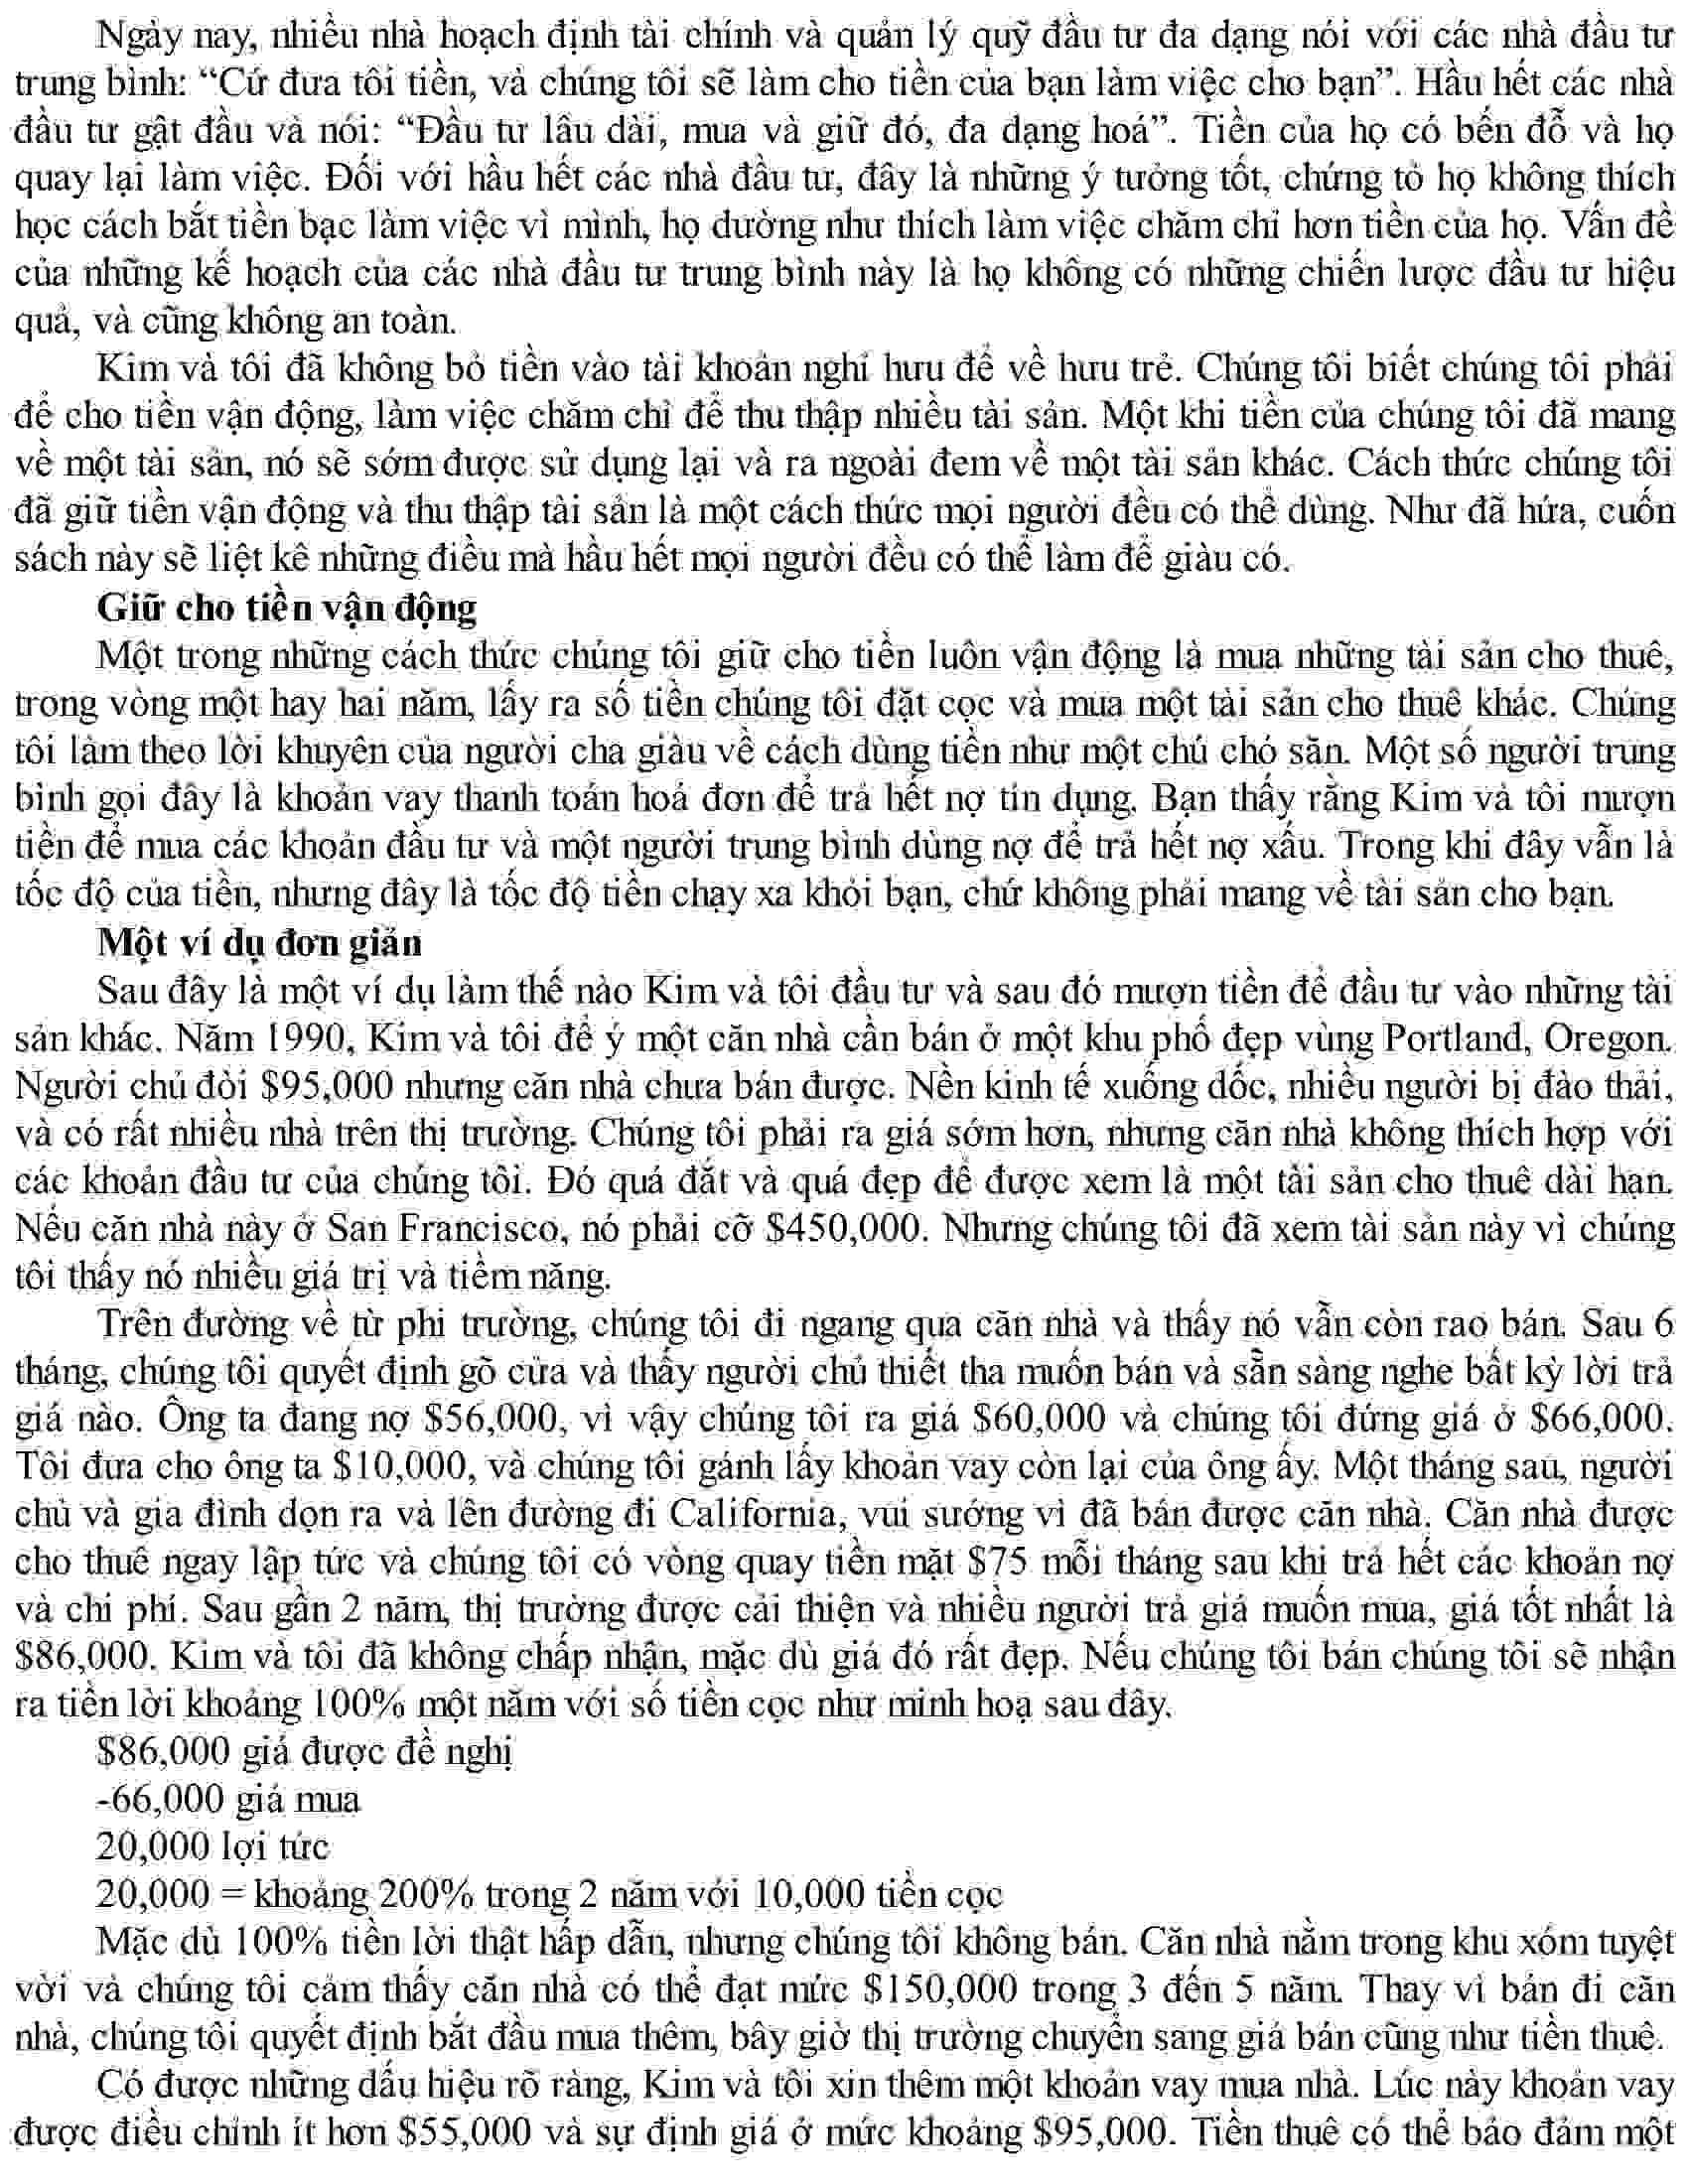 Ngày nay, nhiều nhà hoạch định tài chính và quản lý quỹ đầu tư đa dạng nói với các nhà đầu tư
trung bình: “Cứ đưa tôi tiền, và chúng tôi sẽ làm cho tiền của bạn làm việc cho bạn”. Hầu hết các nhà
đầu tư gật đầu và nói: “Đầu tư lâu dài, mua và giữ đó, đa dạng hoá”. Tiền của họ có bến đỗ và họ
quay lại làm việc. Đối với hầu hết các nhà đầu tư, đây là những ý tưởng tốt, chứng tỏ họ không thích
học cách bắt tiền bạc làm việc vì mình, họ dường như thích làm việc chăm chỉ hơn tiền của họ. Vấn đề
của những kế hoạch của các nhà đầu tư trung bình này là họ không có những chiến lược đầu tư hiệu
quả, và cũng không an toàn.
Kim và tôi đã không bỏ tiền vào tài khoản nghỉ hưu để về hưu trẻ. Chúng tôi biết chúng tôi phải
để cho tiền vận động, làm việc chăm chỉ để thu thập nhiều tài sản. Một khi tiền của chúng tôi đã mang
về một tài sản, nó sẽ sớm được sử dụng lại và ra ngoài đem về một tài sản khác. Cách thức chúng tôi
đã giữ tiền vận động và thu thập tài sản là một cách thức mọi người đều có thể dùng. Như đã hứa, cuốn
sách này sẽ liệt kê những điều mà hầu hết mọi người đều có thể làm để giàu có.
Giữ cho tiền vận động
Một trong những cách thức chúng tôi giữ cho tiền luôn vận động là mua những tài sản cho thuê,
trong vòng một hay hai năm, lấy ra số tiền chúng tôi đặt cọc và mua một tài sản cho thuê khác. Chúng
tôi làm theo lời khuyên của người cha giàu về cách dùng tiền như một chú chó săn. Một số người trung
bình gọi đây là khoản vay thanh toán hoá đơn để trả hết nợ tín dụng. Bạn thấy rằng Kim và tôi mượn
tiền để mua các khoản đầu tư và một người trung bình dùng nợ để trả hết nợ xấu. Trong khi đây vẫn là
tốc độ của tiền, nhưng đây là tốc độ tiền chạy xa khỏi bạn, chứ không phải mang về tài sản cho bạn.
Một ví dụ đơn giản
Sau đây là một ví dụ làm thế nào Kim và tôi đầu tư và sau đó mượn tiền để đầu tư vào những tài
sản khác. Năm 1990, Kim và tôi để ý một căn nhà cần bán ở một khu phố đẹp vùng Portland, Oregon.
Người chủ đòi $95,000 nhưng căn nhà chưa bán được. Nền kinh tế xuống dốc, nhiều người bị đào thải,
và có rất nhiều nhà trên thị trường. Chúng tôi phải ra giá sớm hơn, nhưng căn nhà không thích hợp với
các khoản đầu tư của chúng tôi. Đó quá đắt và quá đẹp để được xem là một tài sản cho thuê dài hạn.
Nếu căn nhà này ở San Francisco, nó phải cỡ $450,000. Nhưng chúng tôi đã xem tài sản này vì chúng
tôi thấy nó nhiều giá trị và tiềm năng.
Trên đường về từ phi trường, chúng tôi đi ngang qua căn nhà và thấy nó vẫn còn rao bán. Sau 6
tháng, chúng tôi quyết định gõ cửa và thấy người chủ thiết tha muốn bán và sẵn sàng nghe bất kỳ lời trả
giá nào. Ông ta đang nợ $56,000, vì vậy chúng tôi ra giá $60,000 và chúng tôi đứng giá ở $66,000.
Tôi đưa cho ông ta $10,000, và chúng tôi gánh lấy khoản vay còn lại của ông ấy. Một tháng sau, người
chủ và gia đình dọn ra và lên đường đi California, vui sướng vì đã bán được căn nhà. Căn nhà được
cho thuê ngay lập tức và chúng tôi có vòng quay tiền mặt $75 mỗi tháng sau khi trả hết các khoản nợ
và chi phí. Sau gần 2 năm, thị trường được cải thiện và nhiều người trả giá muốn mua, giá tốt nhất là
$86,000. Kim và tôi đã không chấp nhận, mặc dù giá đó rất đẹp. Nếu chúng tôi bán chúng tôi sẽ nhận
ra tiền lời khoảng 100% một năm với số tiền cọc như minh hoạ sau đây.
$86,000 giá được đề nghị
-66,000 giá mua
20,000 lợi tức
20,000 = khoảng 200% trong 2 năm với 10,000 tiền cọc
Mặc dù 100% tiền lời thật hấp dẫn, nhưng chúng tôi không bán. Căn nhà nằm trong khu xóm tuyệt
vời và chúng tôi cảm thấy căn nhà có thể đạt mức $150,000 trong 3 đến 5 năm. Thay vì bán đi căn
nhà, chúng tôi quyết định bắt đầu mua thêm, bây giờ thị trường chuyển sang giá bán cũng như tiền thuê.
Có được những dấu hiệu rõ ràng, Kim và tôi xin thêm một khoản vay mua nhà. Lúc này khoản vay
được điều chỉnh ít hơn $55,000 và sự định giá ở mức khoảng $95,000. Tiền thuê có thể bảo đảm một